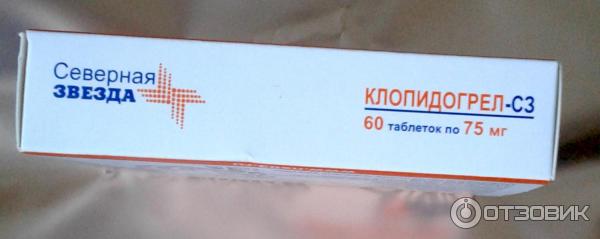 Северная
ЗВЕЗДА
КЛОПИДОГРЕЛ-СЗ
60 таблеток по 75 мг
ОТЗОВИК